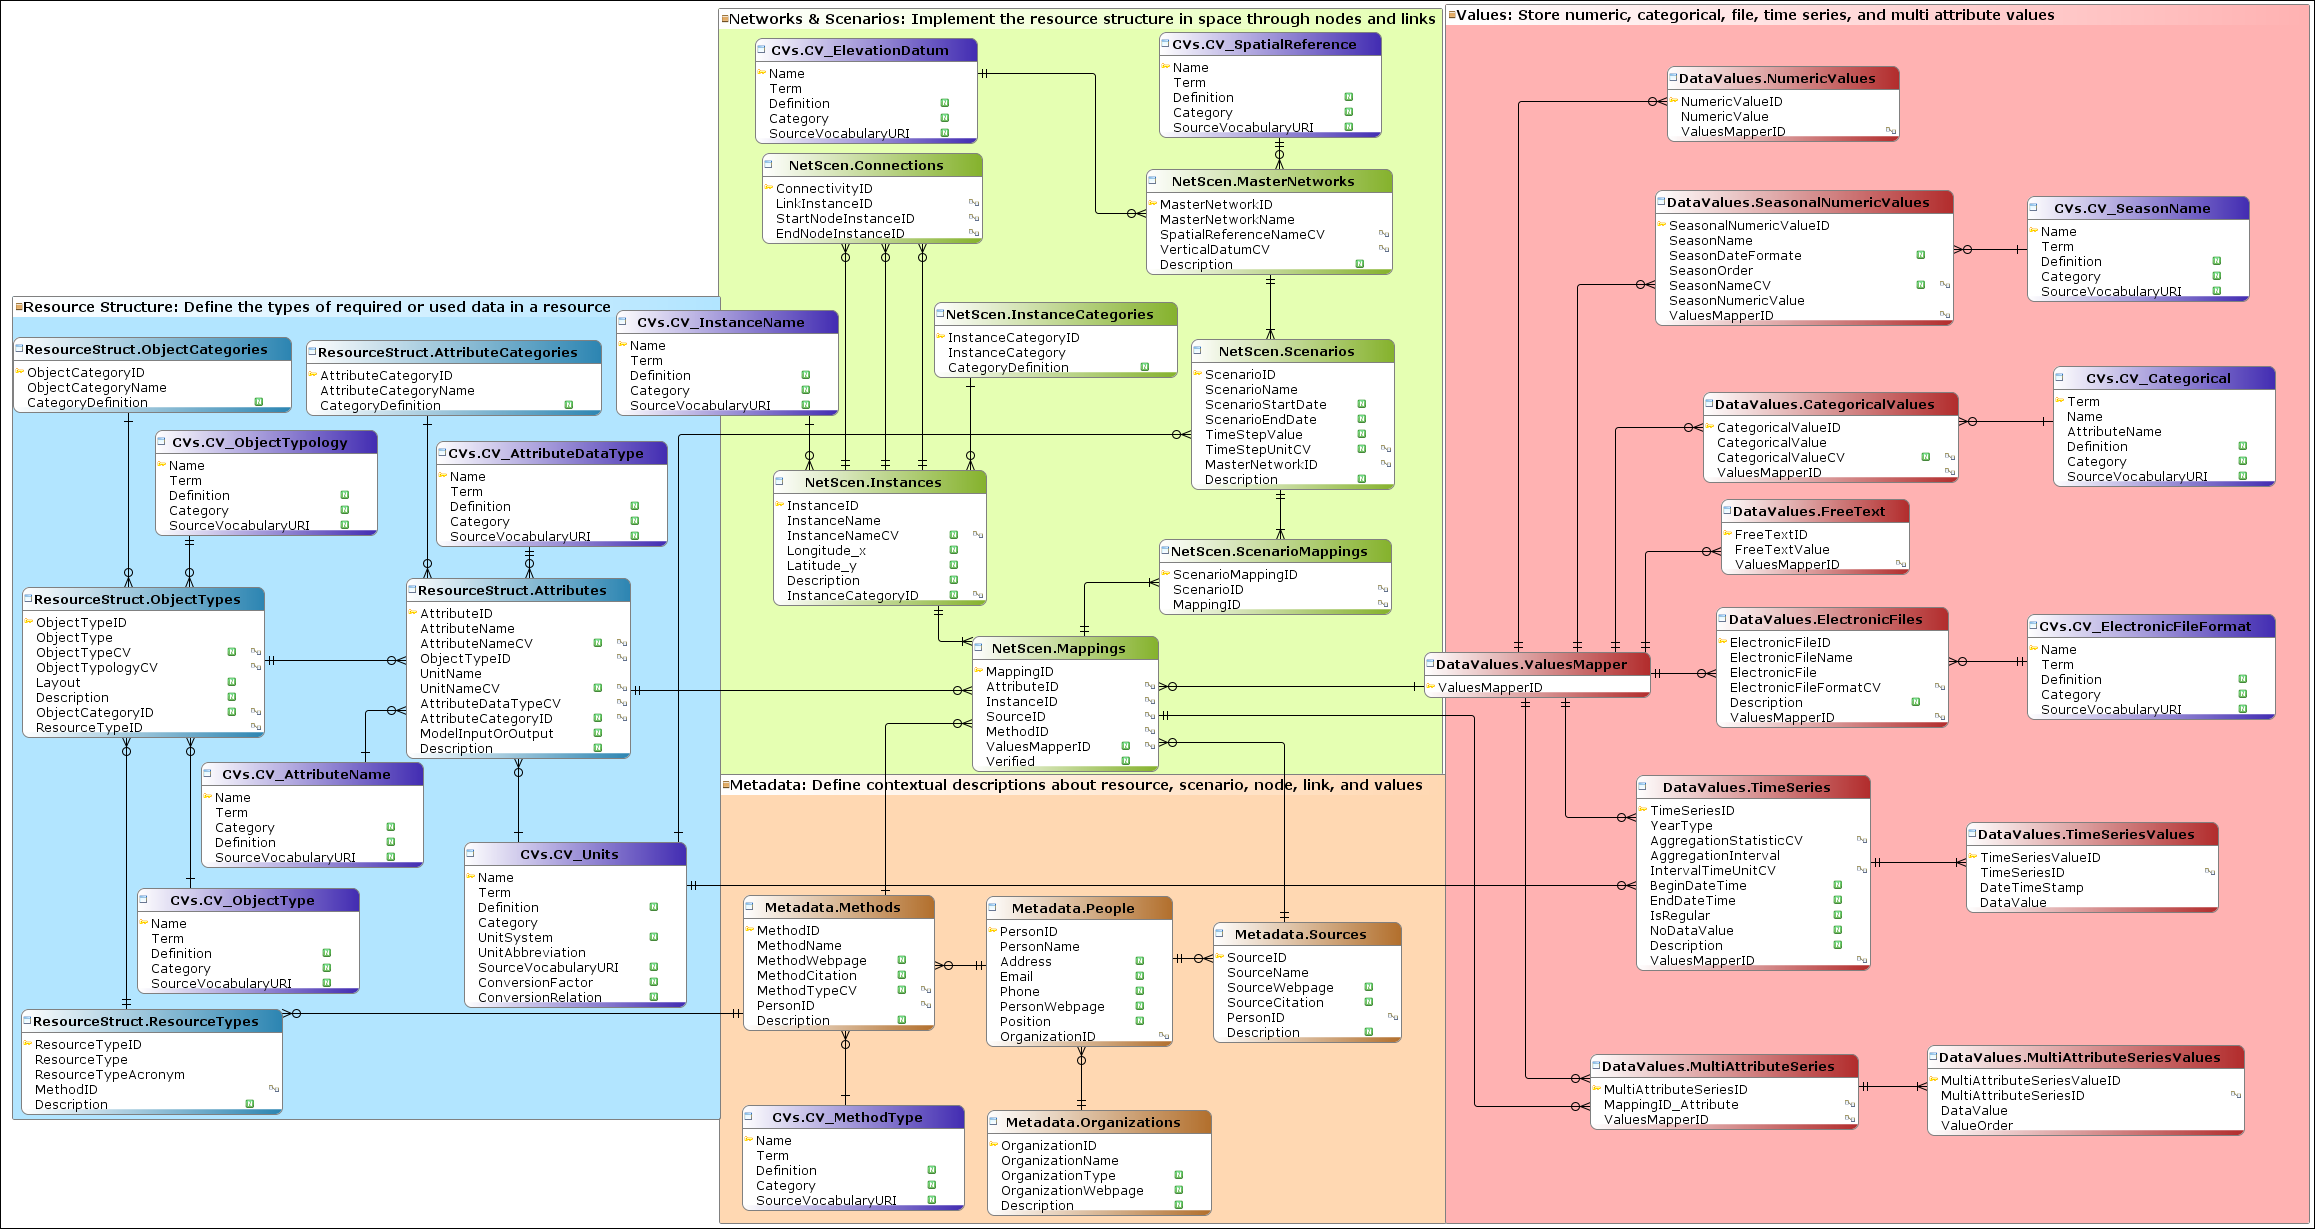 Networks & Scenarios: Implement the resource structure in space through nodes and links
CVs.CV_ElevationDatum
Name
Term
Definition
Category
SourceVocabularyURI
CVs.CV_SpatialReference
Name
Term
Definition
Category
SourceVocabularyURI
NetScen.Connections
ConnectivityID
LinkInstanceID
StartNodeInstanceID
EndNodeInstanceID
NetScen.MasterNetworks
MasterNetworkID
MasterNetworkName
SpatialReferenceNameCV
VerticalDatumCV
Description
CVs.CV_InstanceName
Name
Term
Definition
Category
SourceVocabularyURI
NetScen.InstanceCategories
InstanceCategoryID
InstanceCategory
CategoryDefinition
NetScen.Scenarios
ScenarioID
ScenarioName
ScenarioStartDate
ScenarioEndDate
TimeStepValue
TimeStepUnitCV
MasterNetworkID
Description
NetScen.Instances
InstanceID
InstanceName
InstanceNameCV
Longitude_x
Latitude_y
Description
InstanceCategoryID
NetScen.ScenarioMappings
ScenarioMappingID
ScenarioID
MappingID
NetScen.Mappings
MappingID
AttributeID
InstanceID
SourceID
MethodID
ValuesMapperID
Verified
Resource Structure: Define the types of required or used data in a resource
ResourceStruct.ObjectCategories
ObjectCategoryID
ObjectCategoryName
CategoryDefinition
ResourceStruct.AttributeCategories
AttributeCategoryID
AttributeCategoryName
CategoryDefinition
CVs.CV_ObjectTypology
Name
Term
Definition
Category
SourceVocabularyURI
CVs.CV_AttributeDataType
Name
Term
Definition
Category
SourceVocabularyURI
ResourceStruct.ObjectTypes
ObjectTypeID
ObjectType
ObjectTypeCV
ObjectTypologyCV
Layout
Description
ObjectCategoryID
ResourceTypeID
ResourceStruct.Attributes
AttributeID
AttributeName
AttributeNameCV
ObjectTypeID
UnitName
UnitNameCV
AttributeDataTypeCV
AttributeCategoryID
ModelInputOrOutput
Description
CVs.CV_AttributeName
Name
Term
Category
Definition
SourceVocabularyURI
CVs.CV_ObjectType
Name
Term
Definition
Category
SourceVocabularyURI
CVs.CV_Units
Name
Term
Definition
Category
UnitSystem
UnitAbbreviation
SourceVocabularyURI
ConversionFactor
ConversionRelation
ResourceStruct.ResourceTypes
ResourceTypeID
ResourceType
ResourceTypeAcronym
MethodID
Description
Metadata: Define contextual descriptions about resource, scenario, node, link, and values
Metadata.Methods
MethodID
MethodName
MethodWebpage
MethodCitation
MethodTypeCV
PersonID
Description
Metadata.People
PersonID
PersonName
Address
Email
Phone
PersonWebpage
Position
OrganizationID
Metadata.Sources
SourceID
SourceName
SourceWebpage
SourceCitation
PersonID
Description
CVs.CV_MethodType
Name
Term
Definition
Category
SourceVocabularyURI
Metadata.Organizations
OrganizationID
OrganizationName
OrganizationType
OrganizationWebpage
Description
Values: Store numeric, categorical, file, time series, and multi attribute values
DataValues.NumericValues
NumericValueID
NumericValue
ValuesMapperID
DataValues.SeasonalNumericValues
SeasonalNumericValueID
SeasonName
SeasonDateFormate
SeasonOrder
SeasonNameCV
SeasonNumericValue
ValuesMapperID
CVs.CV_SeasonName
Name
Term
Definition
Category
SourceVocabularyURI
DataValues.CategoricalValues
CategoricalValueID
CategoricalValue
CategoricalValueCV
ValuesMapperID
CVs.CV_Categorical
Term
Name
AttributeName
Definition
Category
SourceVocabularyURI
DataValues.FreeText
FreeTextID
FreeTextValue
ValuesMapperID
DataValues.ValuesMapper
ValuesMapperID
DataValues.ElectronicFiles
ElectronicFileID
ElectronicFileName
ElectronicFile
ElectronicFileFormatCV
Description
ValuesMapperID
CVs.CV_ElectronicFileFormat
Name
Term
Definition
Category
SourceVocabularyURI
DataValues.TimeSeries
TimeSeriesID
YearType
AggregationStatisticCV
AggregationInterval
IntervalTimeUnitCV
BeginDateTime
EndDateTime
IsRegular
NoDataValue
Description
ValuesMapperID
DataValues.TimeSeriesValues
TimeSeriesValueID
TimeSeriesID
DateTimeStamp
DataValue
DataValues.MultiAttributeSeries
MultiAttributeSeriesID
MappingID_Attribute
ValuesMapperID
DataValues.MultiAttributeSeriesValues
MultiAttributeSeriesValueID
MultiAttributeSeriesID
DataValue
ValueOrder